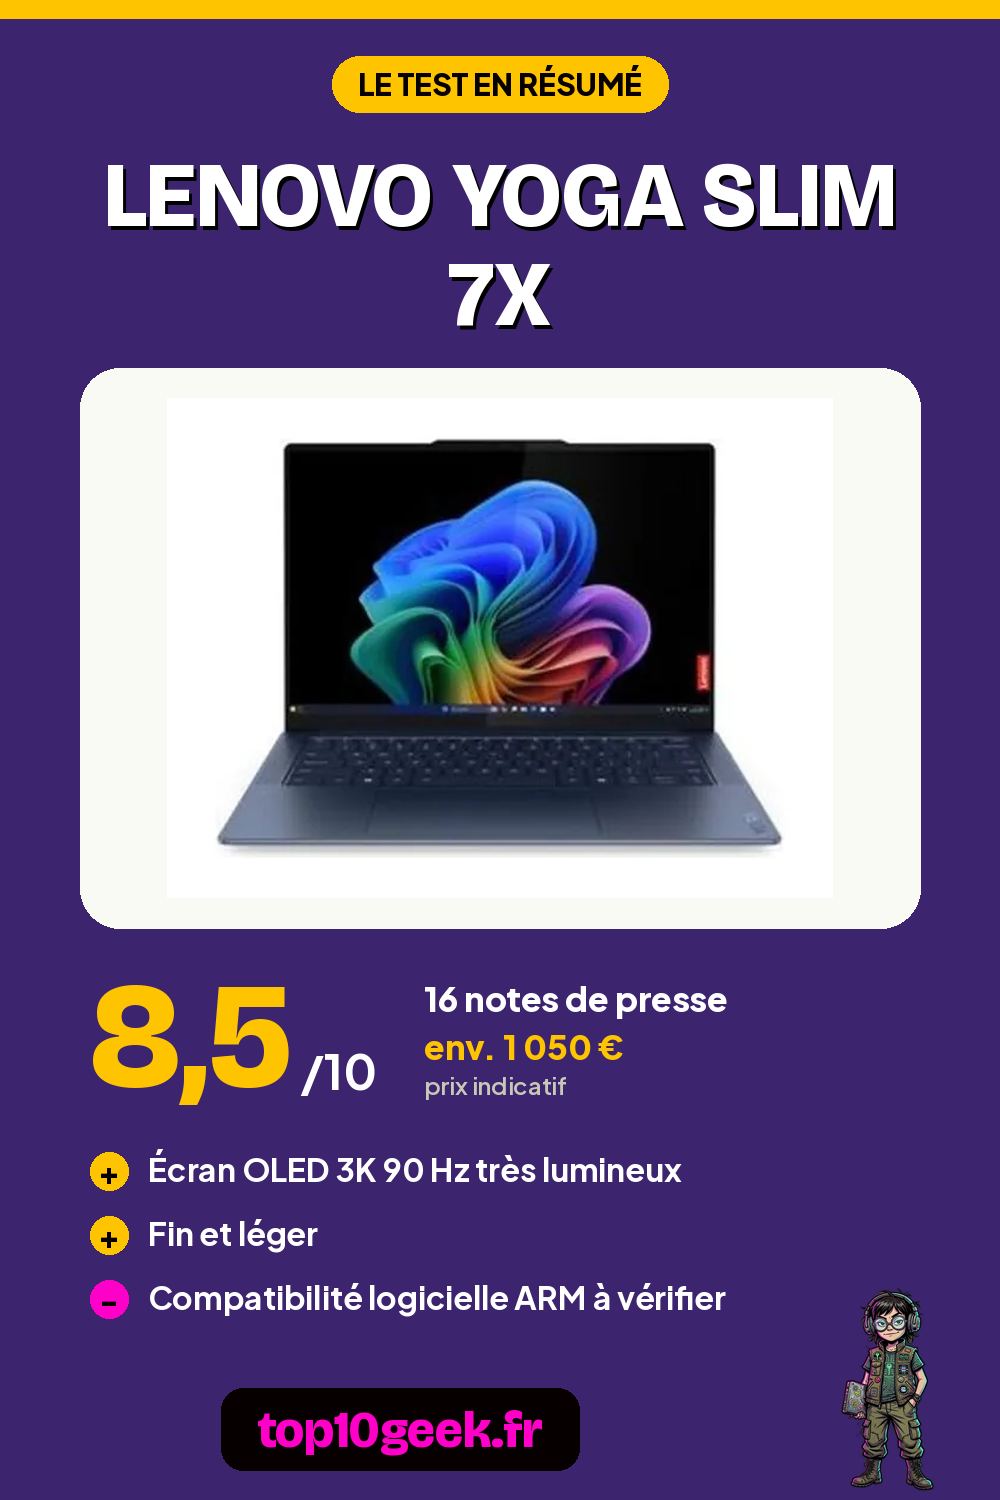 LE TEST EN RÉSUMÉ
LENOVO YOGA SLIM
7X
Lenovo
8,5 /10
16 notes de presse
env. 1 050 €
prix indicatif
+ Écran OLED 3K 90 Hz très lumineux
+ Fin et léger
- Compatibilité logicielle ARM à vérifier
top10geek.fr